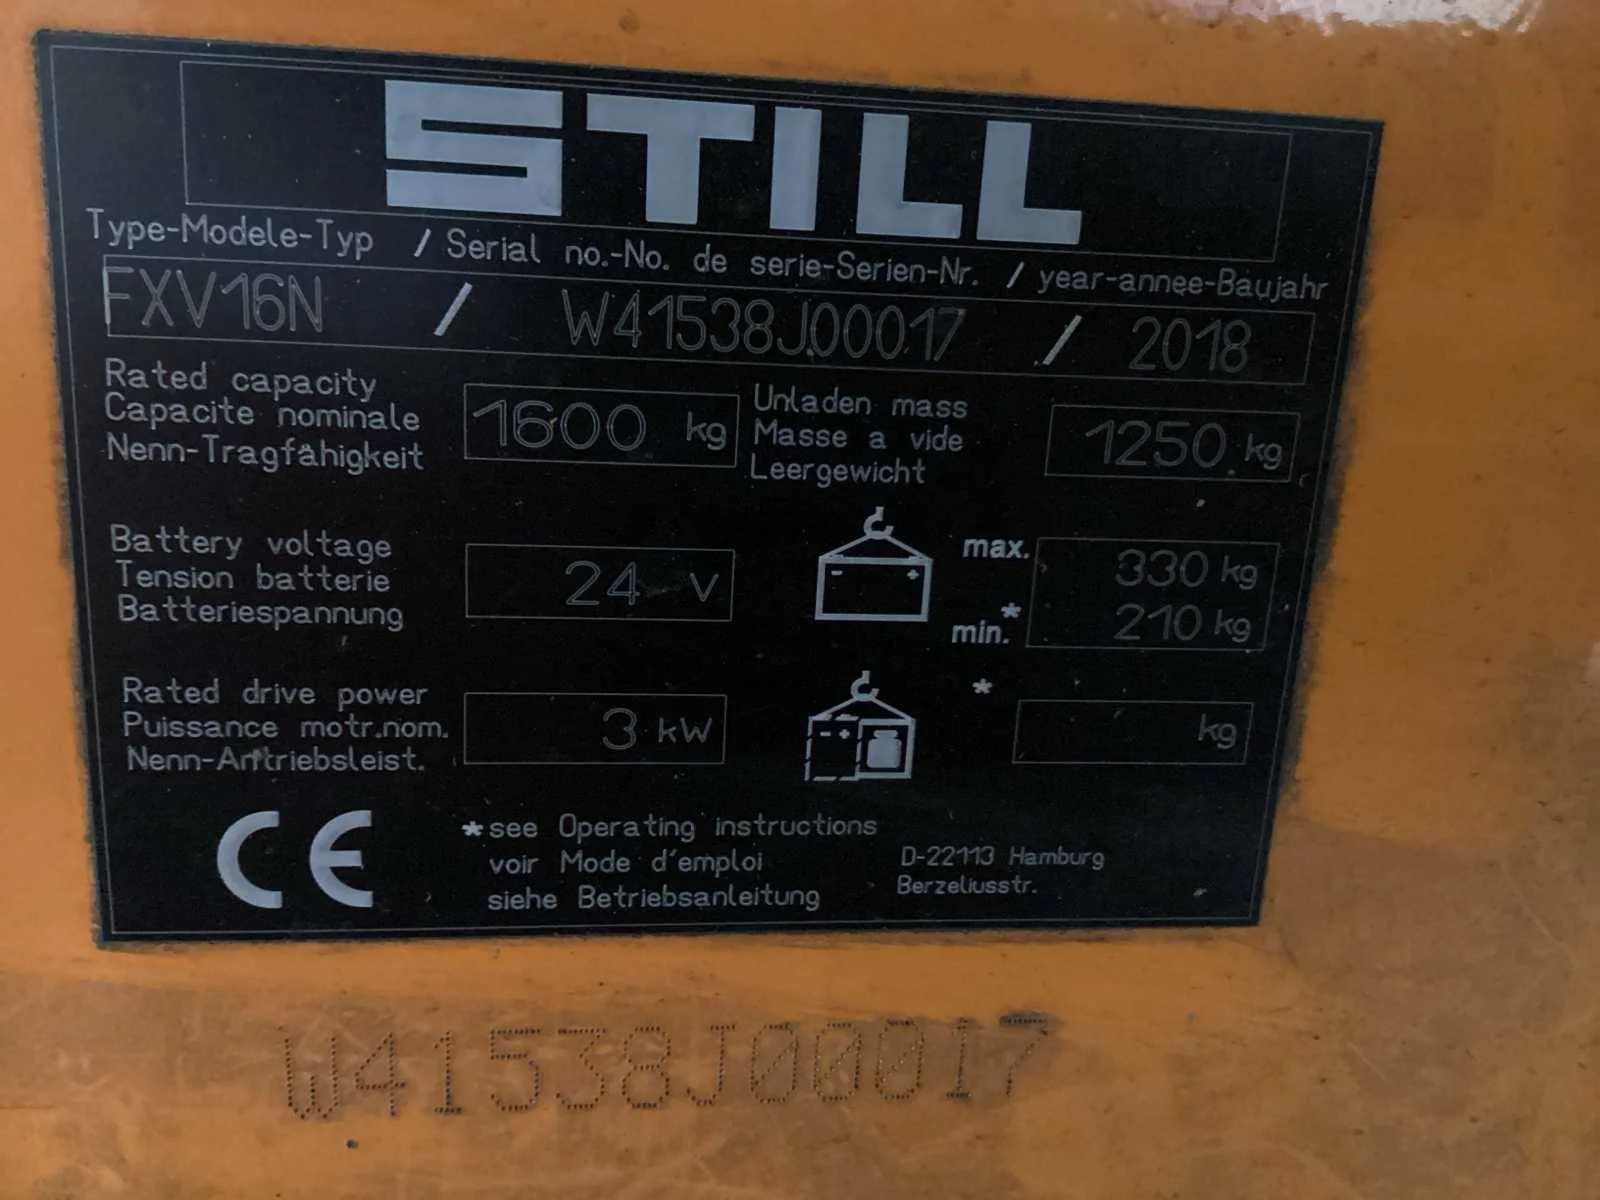 STILL
Type-Modele-Typ / Serial no.-No. de serie-Serien-Nr. / year-annee-Baujahr
FXV16N / W41538J00017 / 2018
Rated capacity
Capacite nominale
Nenn-Tragfähigkeit
1600 kg
Unladen mass
Masse a vide
Leergewicht
1250 kg
Battery voltage
Tension batterie
Batteriespannung
24 V
- +
max. 330 kg
min.* 210 kg
Rated drive power
Puissance motr.nom.
Nenn-Antriebsleist.
3 kW
- +
* kg
CE
*see Operating instructions
voir Mode d'emploi
siehe Betriebsanleitung
D-22113 Hamburg
Berzeliusstr.
W41538J00017